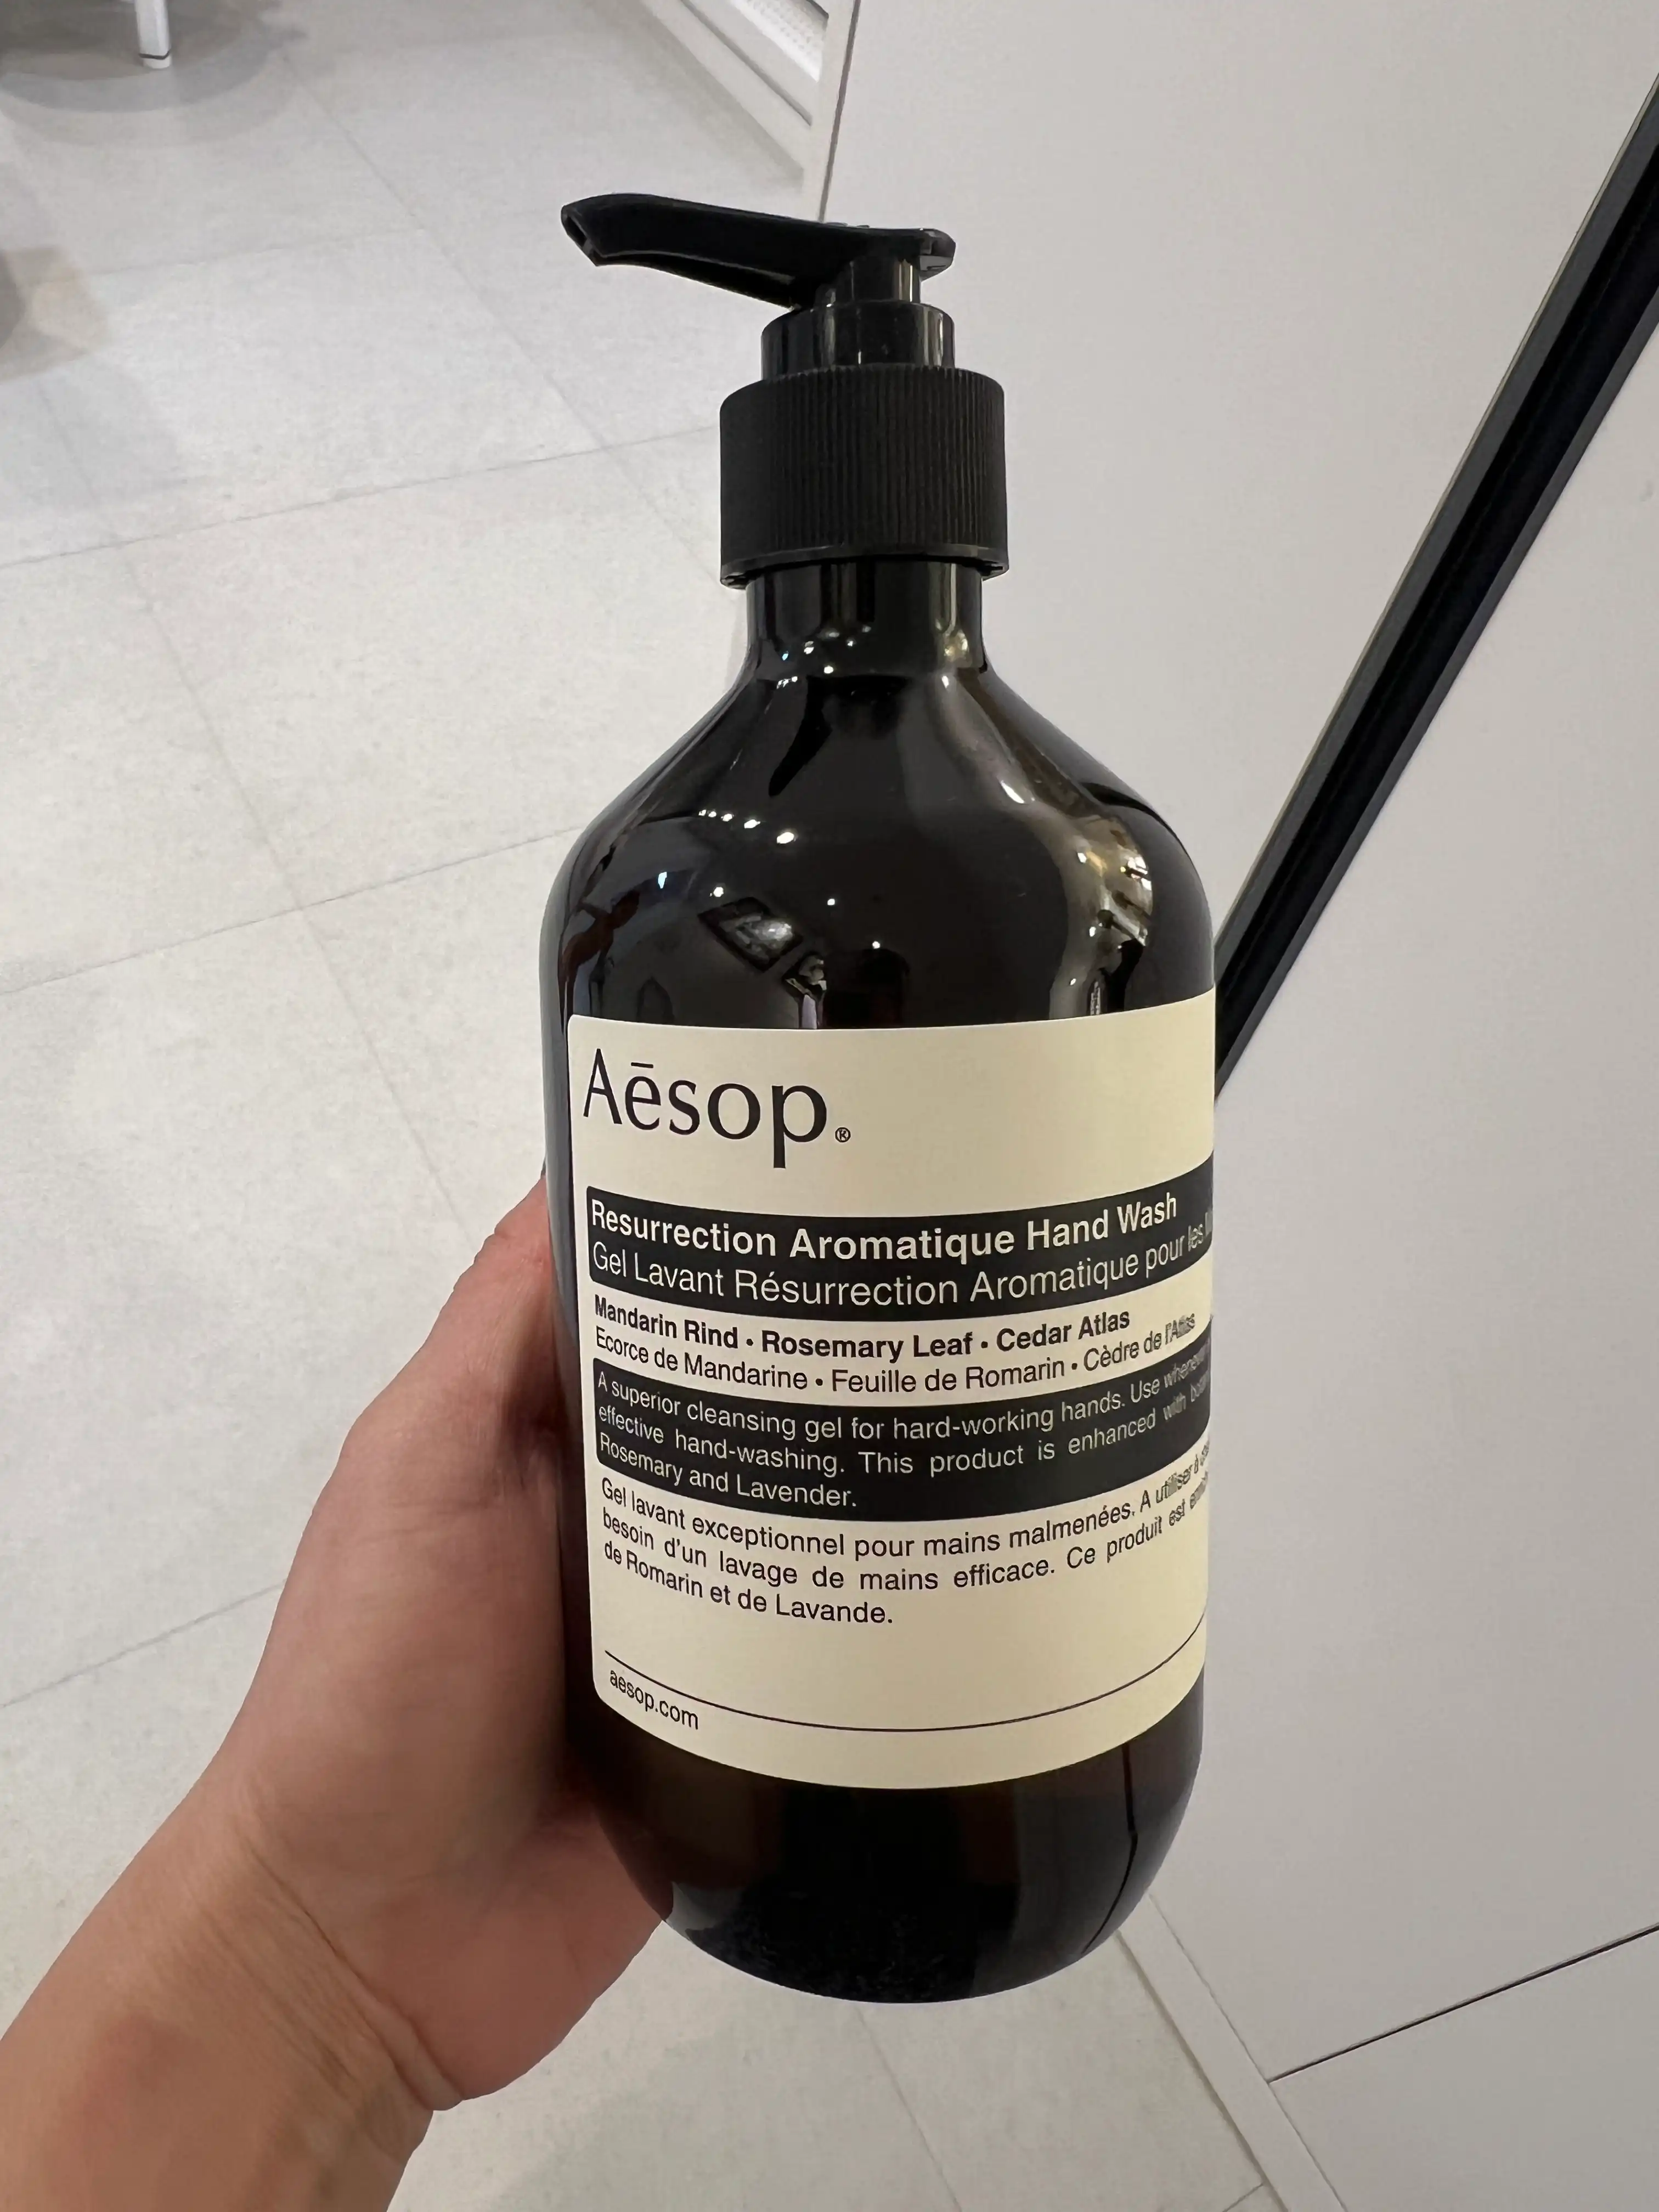 Aēsop®
Resurrection Aromatique Hand Wash
Gel Lavant Résurrection Aromatique pour les
Mandarin Rind • Rosemary Leaf • Cedar Atlas
Ecorce de Mandarine • Feuille de Romarin • Cèdre de l'Atlas
A superior cleansing gel for hard-working hands. Use whenever
effective hand-washing. This product is enhanced with
Rosemary and Lavender.
Gel lavant exceptionnel pour mains malmenées. A utiliser à
besoin d'un lavage de mains efficace. Ce produit est
de Romarin et de Lavande.
aesop.com